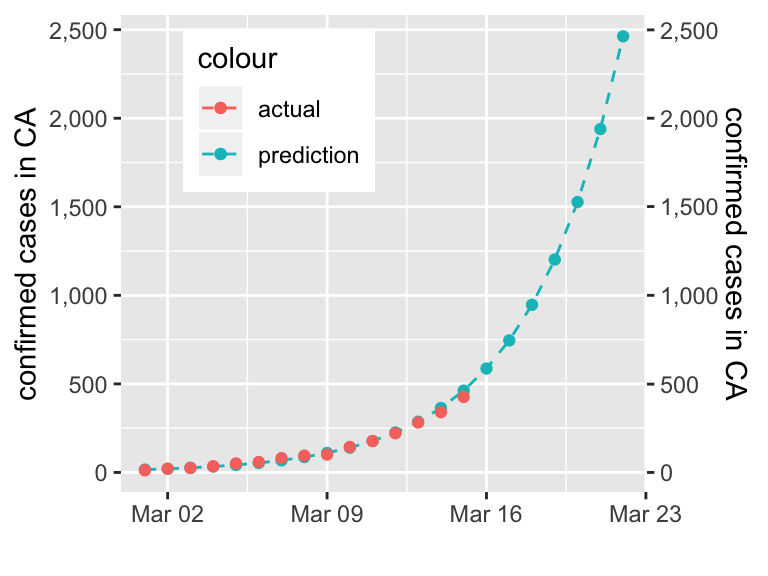 confirmed cases in CA
2,500
2,000
1,500
1,000
500
0
colour
actual
prediction
2,500
2,000
1,500
1,000
500
0
confirmed cases in CA
Mar 02
Mar 09
Mar 16
Mar 23